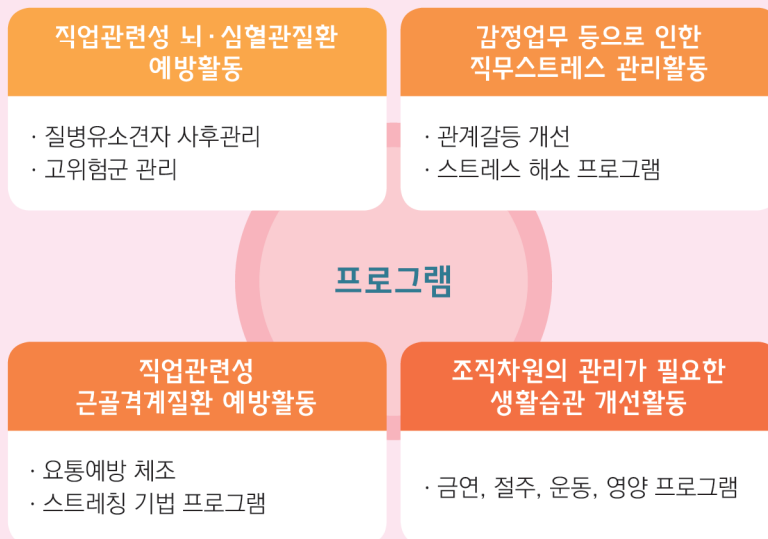 직업관련성 뇌·심혈관질환
예방활동
· 질병유소견자 사후관리
· 고위험군 관리
감정업무 등으로 인한
직무스트레스 관리활동
· 관계갈등 개선
· 스트레스 해소 프로그램
프로그램
직업관련성
근골격계질환 예방활동
· 요통예방 체조
· 스트레칭 기법 프로그램
조직차원의 관리가 필요한
생활습관 개선활동
· 금연, 절주, 운동, 영양 프로그램